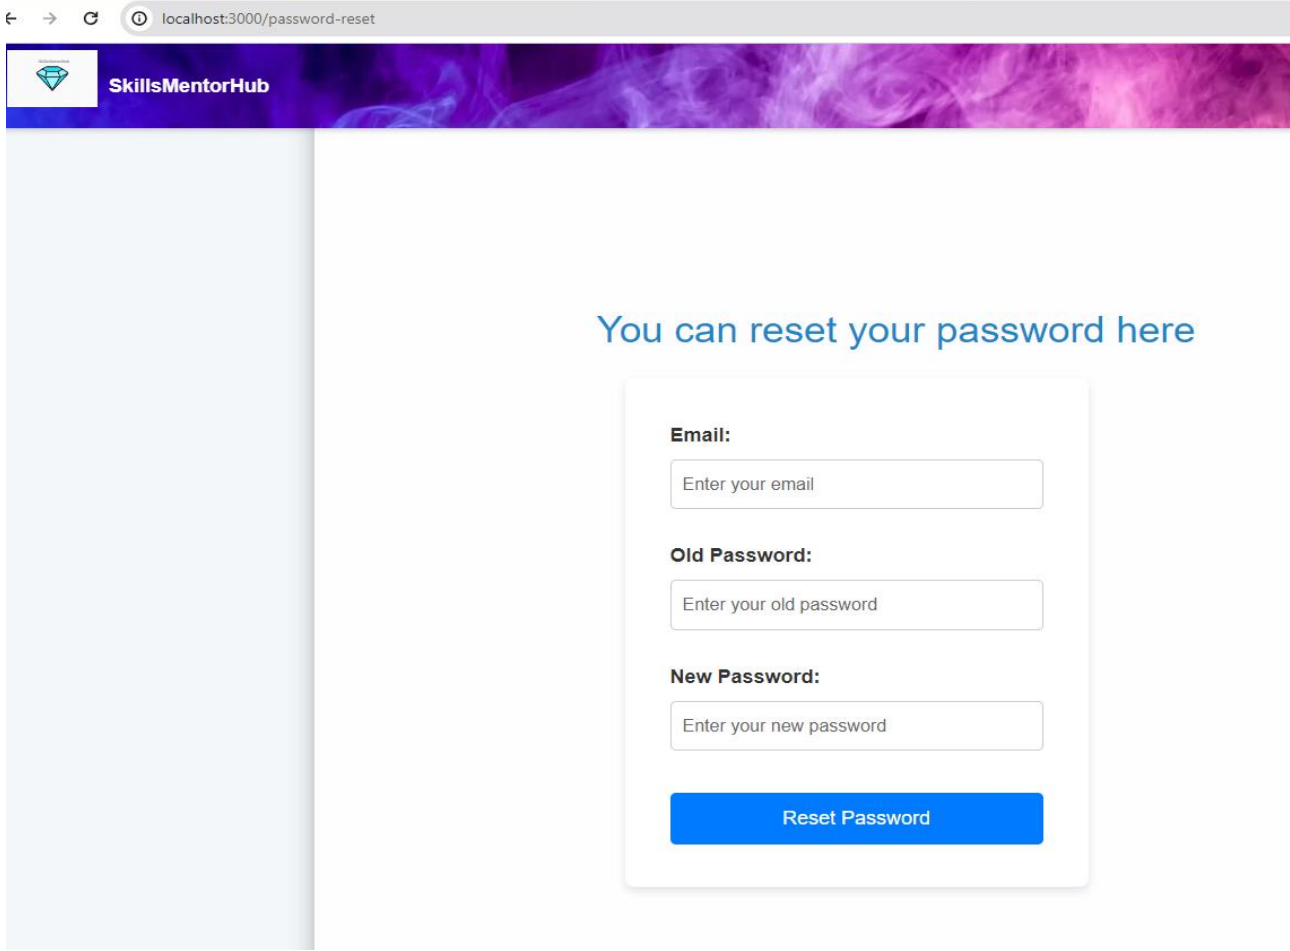 localhost:3000/password-reset
SkillsMentorHub
You can reset your password here
Email:
Enter your email
Old Password:
Enter your old password
New Password:
Enter your new password
Reset Password